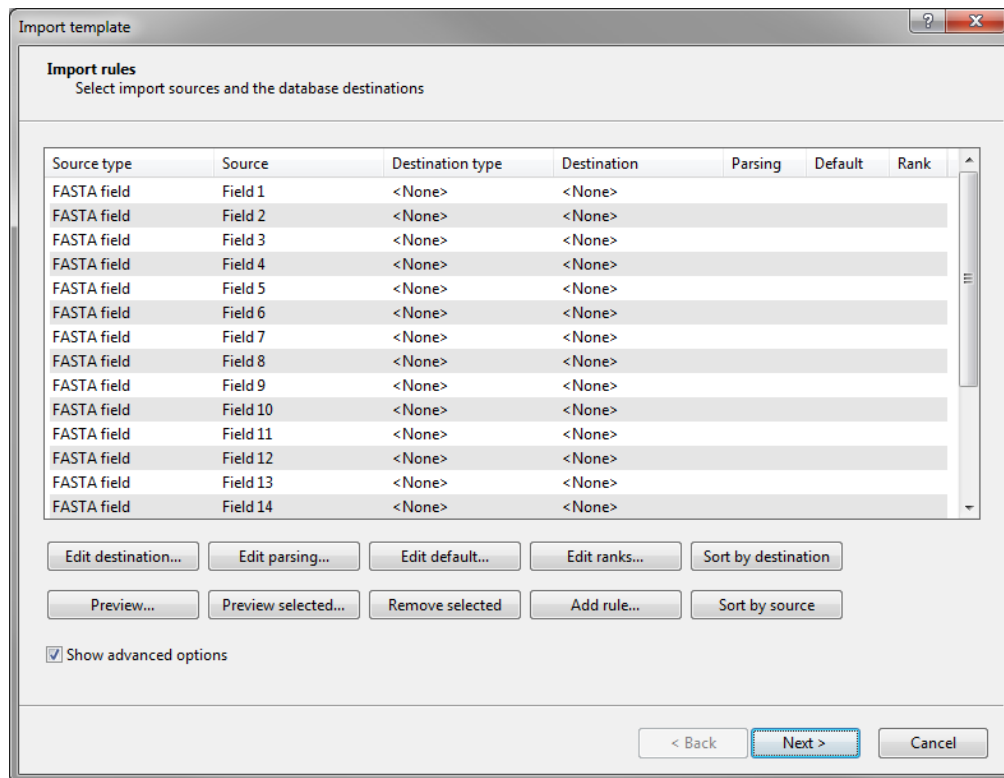 Import template
Import rules
Select import sources and the database destinations
Source type Source Destination type Destination Parsing Default Rank
FASTA field Field 1 <None> <None>
FASTA field Field 2 <None> <None>
FASTA field Field 3 <None> <None>
FASTA field Field 4 <None> <None>
FASTA field Field 5 <None> <None>
FASTA field Field 6 <None> <None>
FASTA field Field 7 <None> <None>
FASTA field Field 8 <None> <None>
FASTA field Field 9 <None> <None>
FASTA field Field 10 <None> <None>
FASTA field Field 11 <None> <None>
FASTA field Field 12 <None> <None>
FASTA field Field 13 <None> <None>
FASTA field Field 14 <None> <None>
Edit destination... Edit parsing... Edit default... Edit ranks... Sort by destination
Preview... Preview selected... Remove selected Add rule... Sort by source
Show advanced options
< Back Next > Cancel